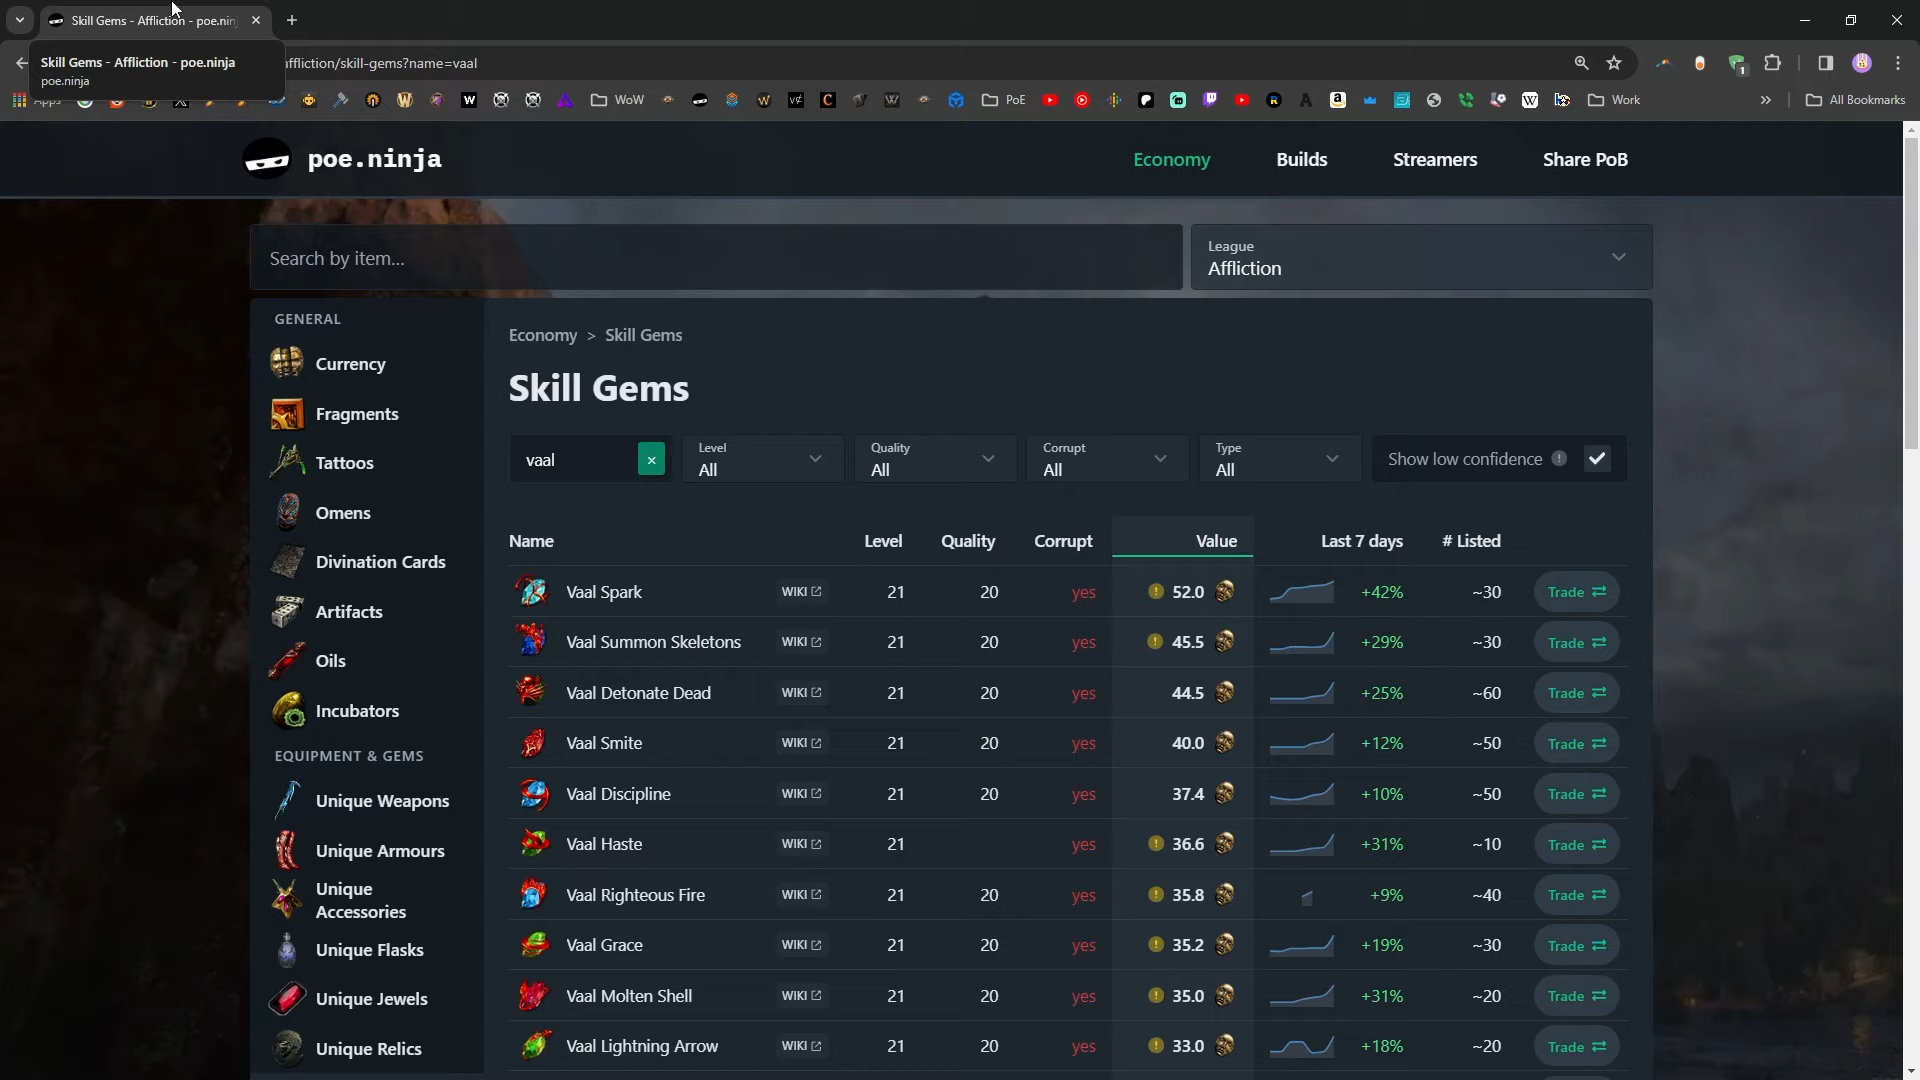 Skill Gems - Affliction - poe.nin
Skill Gems - Affliction - poe.ninja
poe.ninja
ffliction/skill-gems?name=vaal
Apps
WoW
PoE
Work
All Bookmarks
poe.ninja
Economy
Builds
Streamers
Share PoB
Search by item...
League
Affliction
GENERAL
Currency
Fragments
Tattoos
Omens
Divination Cards
Artifacts
Oils
Incubators
EQUIPMENT & GEMS
Unique Weapons
Unique Armours
Unique
Accessories
Unique Flasks
Unique Jewels
Unique Relics
Economy > Skill Gems
Skill Gems
vaal
Level
All
Quality
All
Corrupt
All
Type
All
Show low confidence
Name Level Quality Corrupt Value Last 7 days # Listed
Vaal Spark WIKI 21 20 yes 52.0 +42% ~30 Trade
Vaal Summon Skeletons WIKI 21 20 yes 45.5 +29% ~30 Trade
Vaal Detonate Dead WIKI 21 20 yes 44.5 +25% ~60 Trade
Vaal Smite WIKI 21 20 yes 40.0 +12% ~50 Trade
Vaal Discipline WIKI 21 20 yes 37.4 +10% ~50 Trade
Vaal Haste WIKI 21 yes 36.6 +31% ~10 Trade
Vaal Righteous Fire WIKI 21 20 yes 35.8 +9% ~40 Trade
Vaal Grace WIKI 21 20 yes 35.2 +19% ~30 Trade
Vaal Molten Shell WIKI 21 20 yes 35.0 +31% ~20 Trade
Vaal Lightning Arrow WIKI 21 20 yes 33.0 +18% ~20 Trade